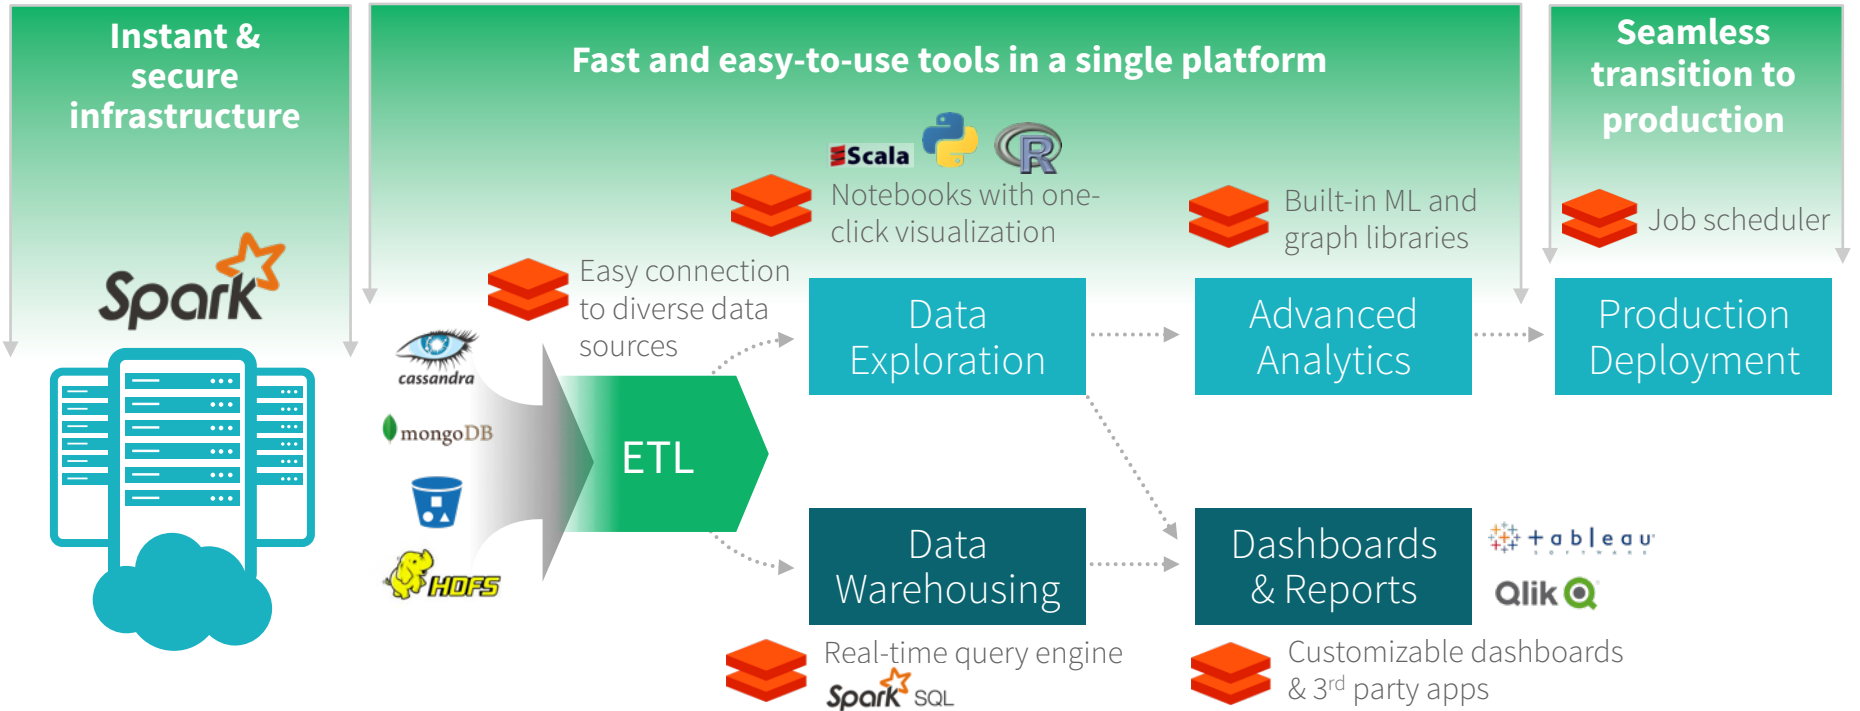 Instant &
secure
infrastructure
Fast and easy-to-use tools in a single platform
Seamless
transition to
production
Scala
R
Notebooks with one-
click visualization
Built-in ML and
graph libraries
Job scheduler
Spark
Easy connection
to diverse data
sources
cassandra
mongoDB
HDFS
ETL
Data
Exploration
Advanced
Analytics
Production
Deployment
Data
Warehousing
Dashboards
& Reports
+ableau
SOFTWARE
Qlik
Real-time query engine
Spark SQL
Customizable dashboards
& 3rd party apps